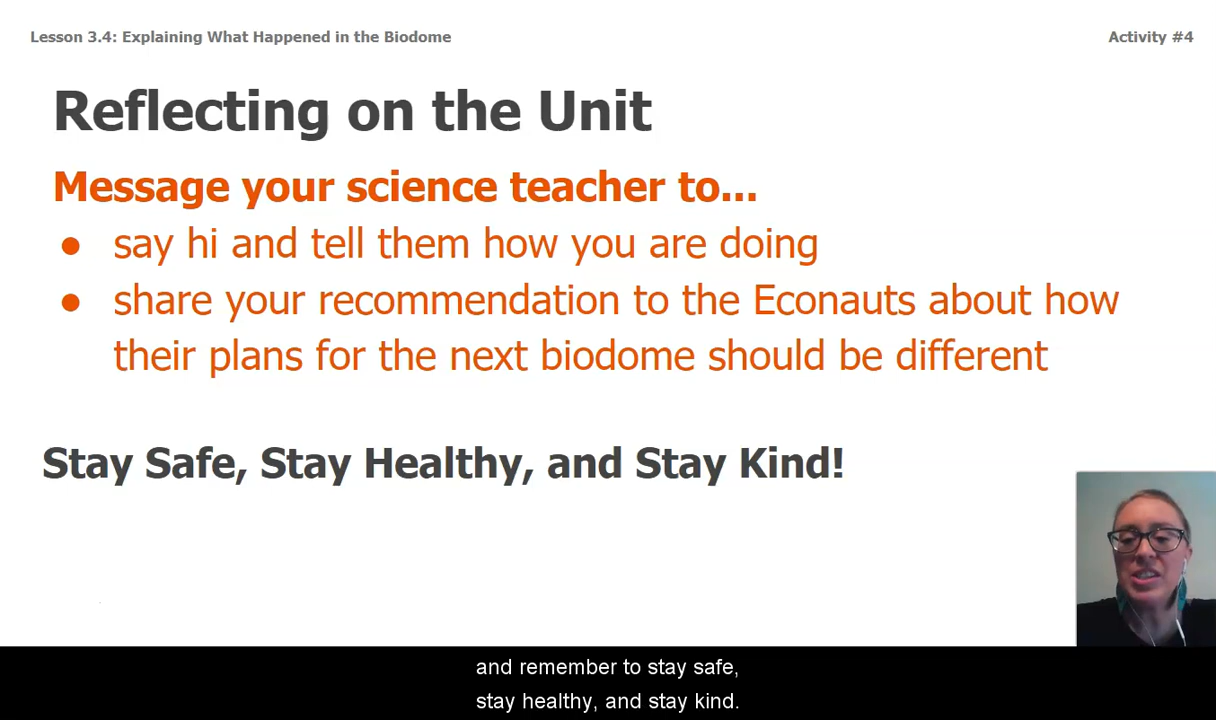 Lesson 3.4: Explaining What Happened in the Biodome
Activity #4
Reflecting on the Unit
Message your science teacher to...
● say hi and tell them how you are doing
● share your recommendation to the Econauts about how
their plans for the next biodome should be different
Stay Safe, Stay Healthy, and Stay Kind!
and remember to stay safe,
stay healthy, and stay kind.